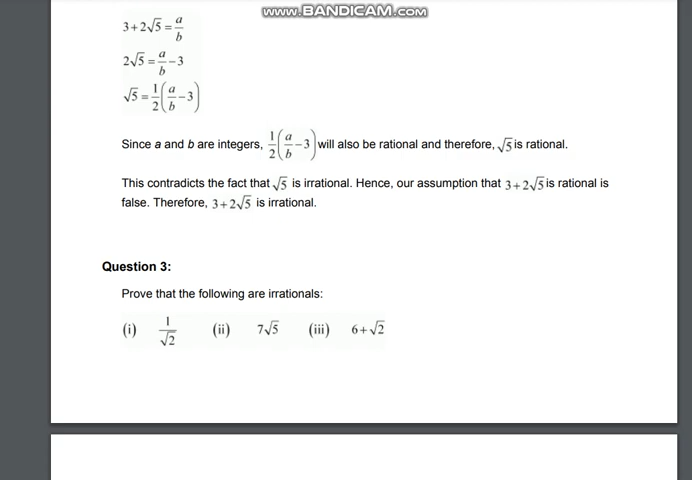 www.BANDICAM.com
3+2√5 = a/b
2√5 = a/b − 3
√5 = 1/2(a/b − 3)
Since a and b are integers, 1/2(a/b − 3) will also be rational and therefore, √5 is rational.
This contradicts the fact that √5 is irrational. Hence, our assumption that 3+2√5 is rational is
false. Therefore, 3+2√5 is irrational.
Question 3:
Prove that the following are irrationals:
(i) 1/√2 (ii) 7√5 (iii) 6+√2